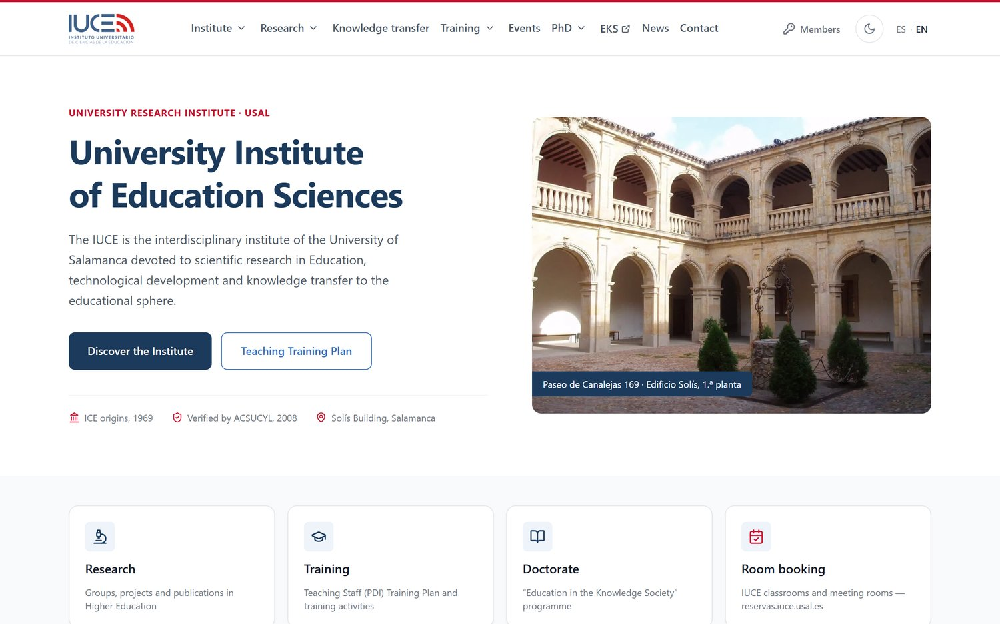 IUCE
INSTITUTO UNIVERSITARIO
DE CIENCIAS DE LA EDUCACIÓN
Institute
Research
Knowledge transfer
Training
Events
PhD
EKS
News
Contact
Members
ES · EN
UNIVERSITY RESEARCH INSTITUTE · USAL
University Institute
of Education Sciences
The IUCE is the interdisciplinary institute of the University of
Salamanca devoted to scientific research in Education,
technological development and knowledge transfer to the
educational sphere.
Discover the Institute
Teaching Training Plan
ICE origins, 1969
Verified by ACSUCYL, 2008
Solís Building, Salamanca
Paseo de Canalejas 169 · Edificio Solís, 1.ª planta
Research
Groups, projects and publications in
Higher Education
Training
Teaching Staff (PDI) Training Plan and
training activities
Doctorate
“Education in the Knowledge Society”
programme
Room booking
IUCE classrooms and meeting rooms —
reservas.iuce.usal.es